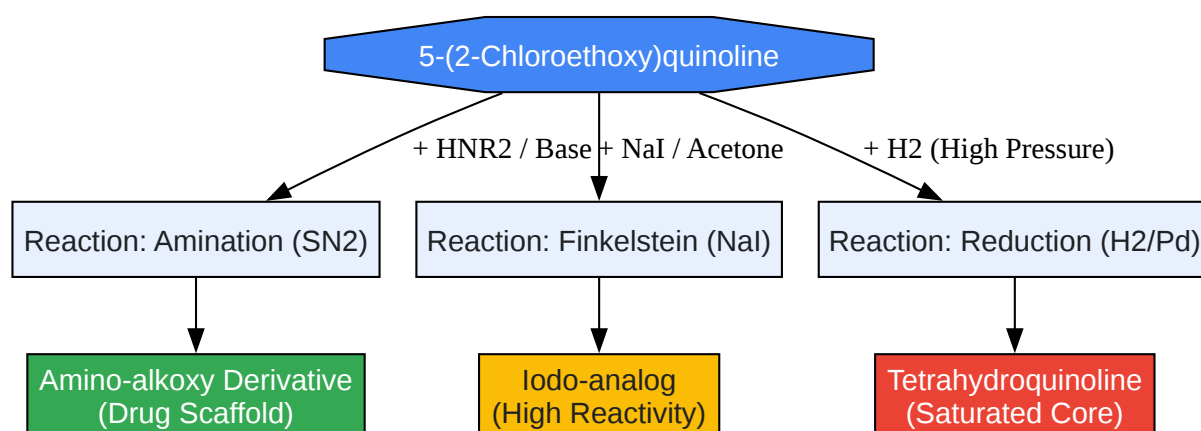 5-(2-Chloroethoxy)quinoline
+ HNR2 / Base
+ NaI / Acetone
+ H2 (High Pressure)
Reaction: Amination (SN2)
Reaction: Finkelstein (NaI)
Reaction: Reduction (H2/Pd)
Amino-alkoxy Derivative
(Drug Scaffold)
Iodo-analog
(High Reactivity)
Tetrahydroquinoline
(Saturated Core)